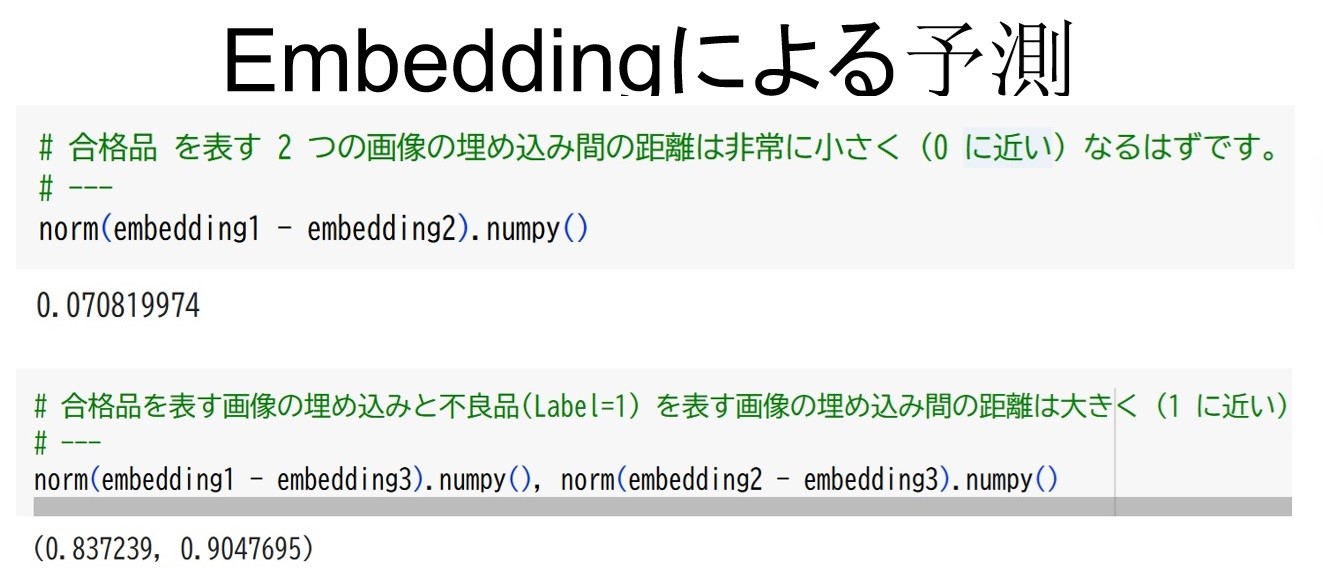 Embeddingによる予測
# 合格品 を表す 2 つの画像の埋め込み間の距離は非常に小さく（0 に近い）なるはずです。
# ---
norm(embedding1 - embedding2).numpy()
0.070819974
# 合格品を表す画像の埋め込みと不良品(Label=1) を表す画像の埋め込み間の距離は大きく（1 に近い）
# ---
norm(embedding1 - embedding3).numpy(), norm(embedding2 - embedding3).numpy()
(0.837239, 0.9047695)